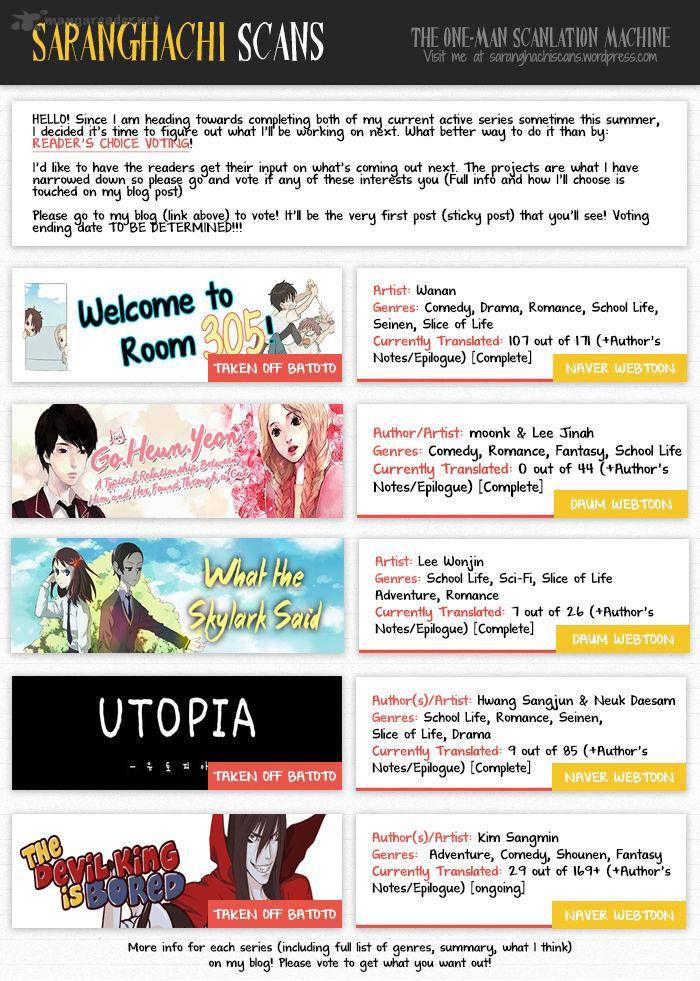 mangareader.net
SARANGHACHI SCANS
THE ONE-MAN SCANLATION MACHINE
Visit me at saranghachiscans.wordpress.com
HELLO! Since I am heading towards completing both of my current active series sometime this summer,
I decided it's time to figure out what I'll be working on next. What better way to do it than by:
READER'S CHOICE VOTING!
I'd like to have the readers get their input on what's coming out next. The projects are what I have
narrowed down so please go and vote if any of these interests you (Full info and how I'll choose is
touched on my blog post)
Please go to my blog (link above) to vote! It'll be the very first post (sticky post) that you'll see! Voting
ending date TO BE DETERMINED!!!
Welcome to
Room 305!
TAKEN OFF BATOTO
Artist: Wanan
Genres: Comedy, Drama, Romance, School Life,
Seinen, Slice of Life
Currently Translated: 107 out of 171 (+Author's
Notes/Epilogue) [Complete]
NAVER WEBTOON
Go.Heun.Yeon
A Typical Relationship Between
Him and Her Found Through a Cat
Author/Artist: moonk & Lee Jinah
Genres: Comedy, Romance, Fantasy, School Life
Currently Translated: 0 out of 44 (+Author's
Notes/Epilogue) [Complete]
DAUM WEBTOON
What the
Skylark Said
Artist: Lee Wonjin
Genres: School Life, Sci-Fi, Slice of Life
Adventure, Romance
Currently Translated: 7 out of 26 (+Author's
Notes/Epilogue) [Complete]
DAUM WEBTOON
UTOPIA
- 유토피아
TAKEN OFF BATOTO
Author(s)/Artist: Hwang Sangjun & Neuk Daesam
Genres: School Life, Romance, Seinen,
Slice of Life, Drama
Currently Translated: 9 out of 85 (+Author's
Notes/Epilogue) [Complete]
NAVER WEBTOON
THE
DEVIL KING
IS BORED
TAKEN OFF BATOTO
Author(s)/Artist: Kim Sangmin
Genres: Adventure, Comedy, Shounen, Fantasy
Currently Translated: 29 out of 169+ (+Author's
Notes/Epilogue) [ongoing]
NAVER WEBTOON
More info for each series (including full list of genres, summary, what I think)
on my blog! Please vote to get what you want out!